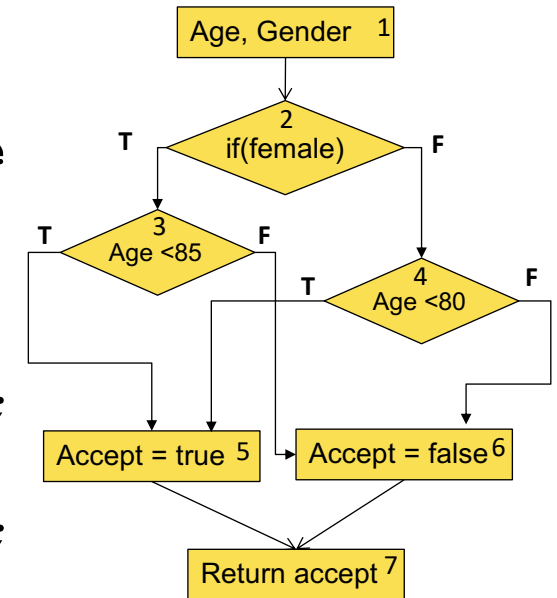 Age, Gender 1
2
if(female)
T
F
e
3
Age <85
T
F
4
Age <80
T
F
c
Accept = true 5
Accept = false 6
c
Return accept 7